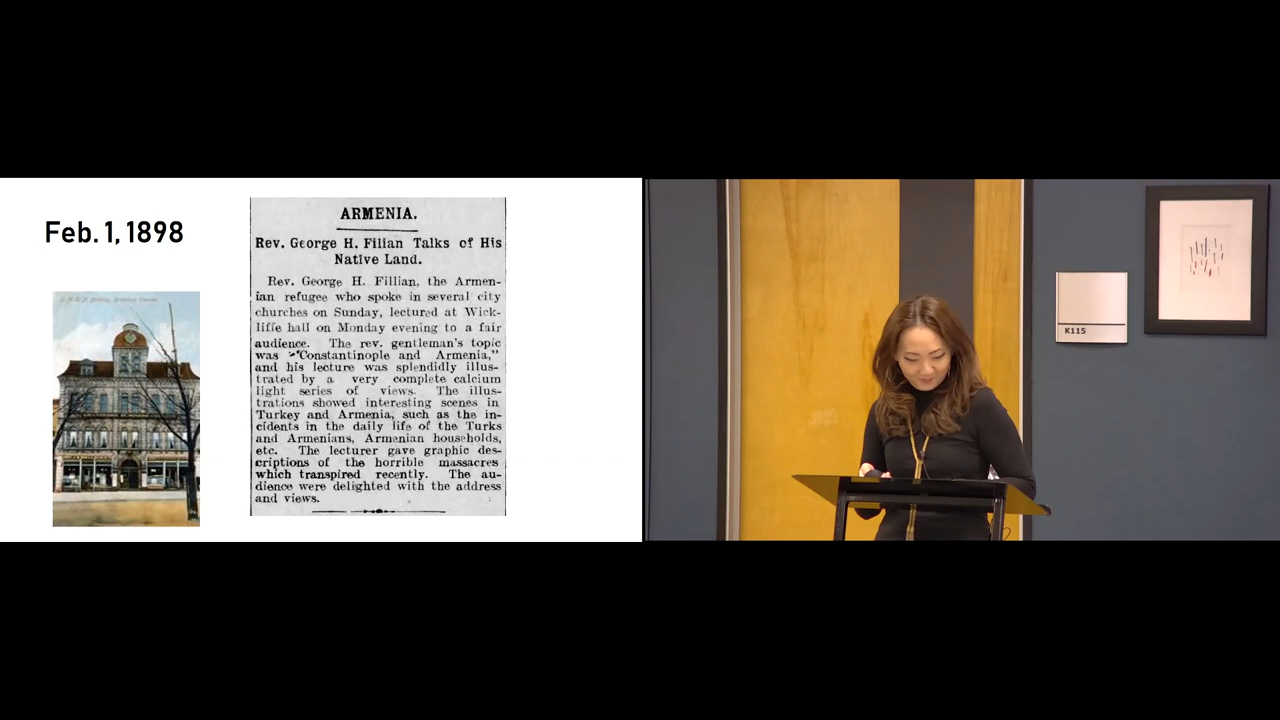 Feb. 1, 1898
ARMENIA.
Rev. George H. Filian Talks of His
Native Land.
Rev. George H. Fillian, the Armen-
ian refugee who spoke in several city
churches on Sunday, lectured at Wick-
liffe hall on Monday evening to a fair
audience. The rev. gentleman's topic
was "Constantinople and Armenia,"
and his lecture was splendidly illus-
trated by a very complete calcium
light series of views. The illus-
trations showed interesting scenes in
Turkey and Armenia, such as the in-
cidents in the daily life of the Turks
and Armenians, Armenian households,
etc. The lecturer gave graphic des-
criptions of the horrible massacres
which transpired recently. The au-
dience were delighted with the address
and views.
K115